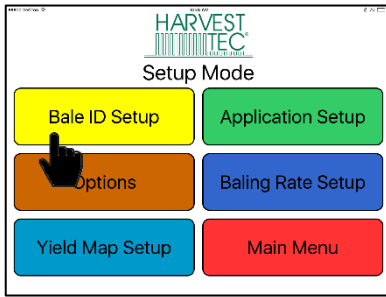 HARVEST
TEC
Setup Mode
Bale ID Setup
Application Setup
Options
Baling Rate Setup
Yield Map Setup
Main Menu